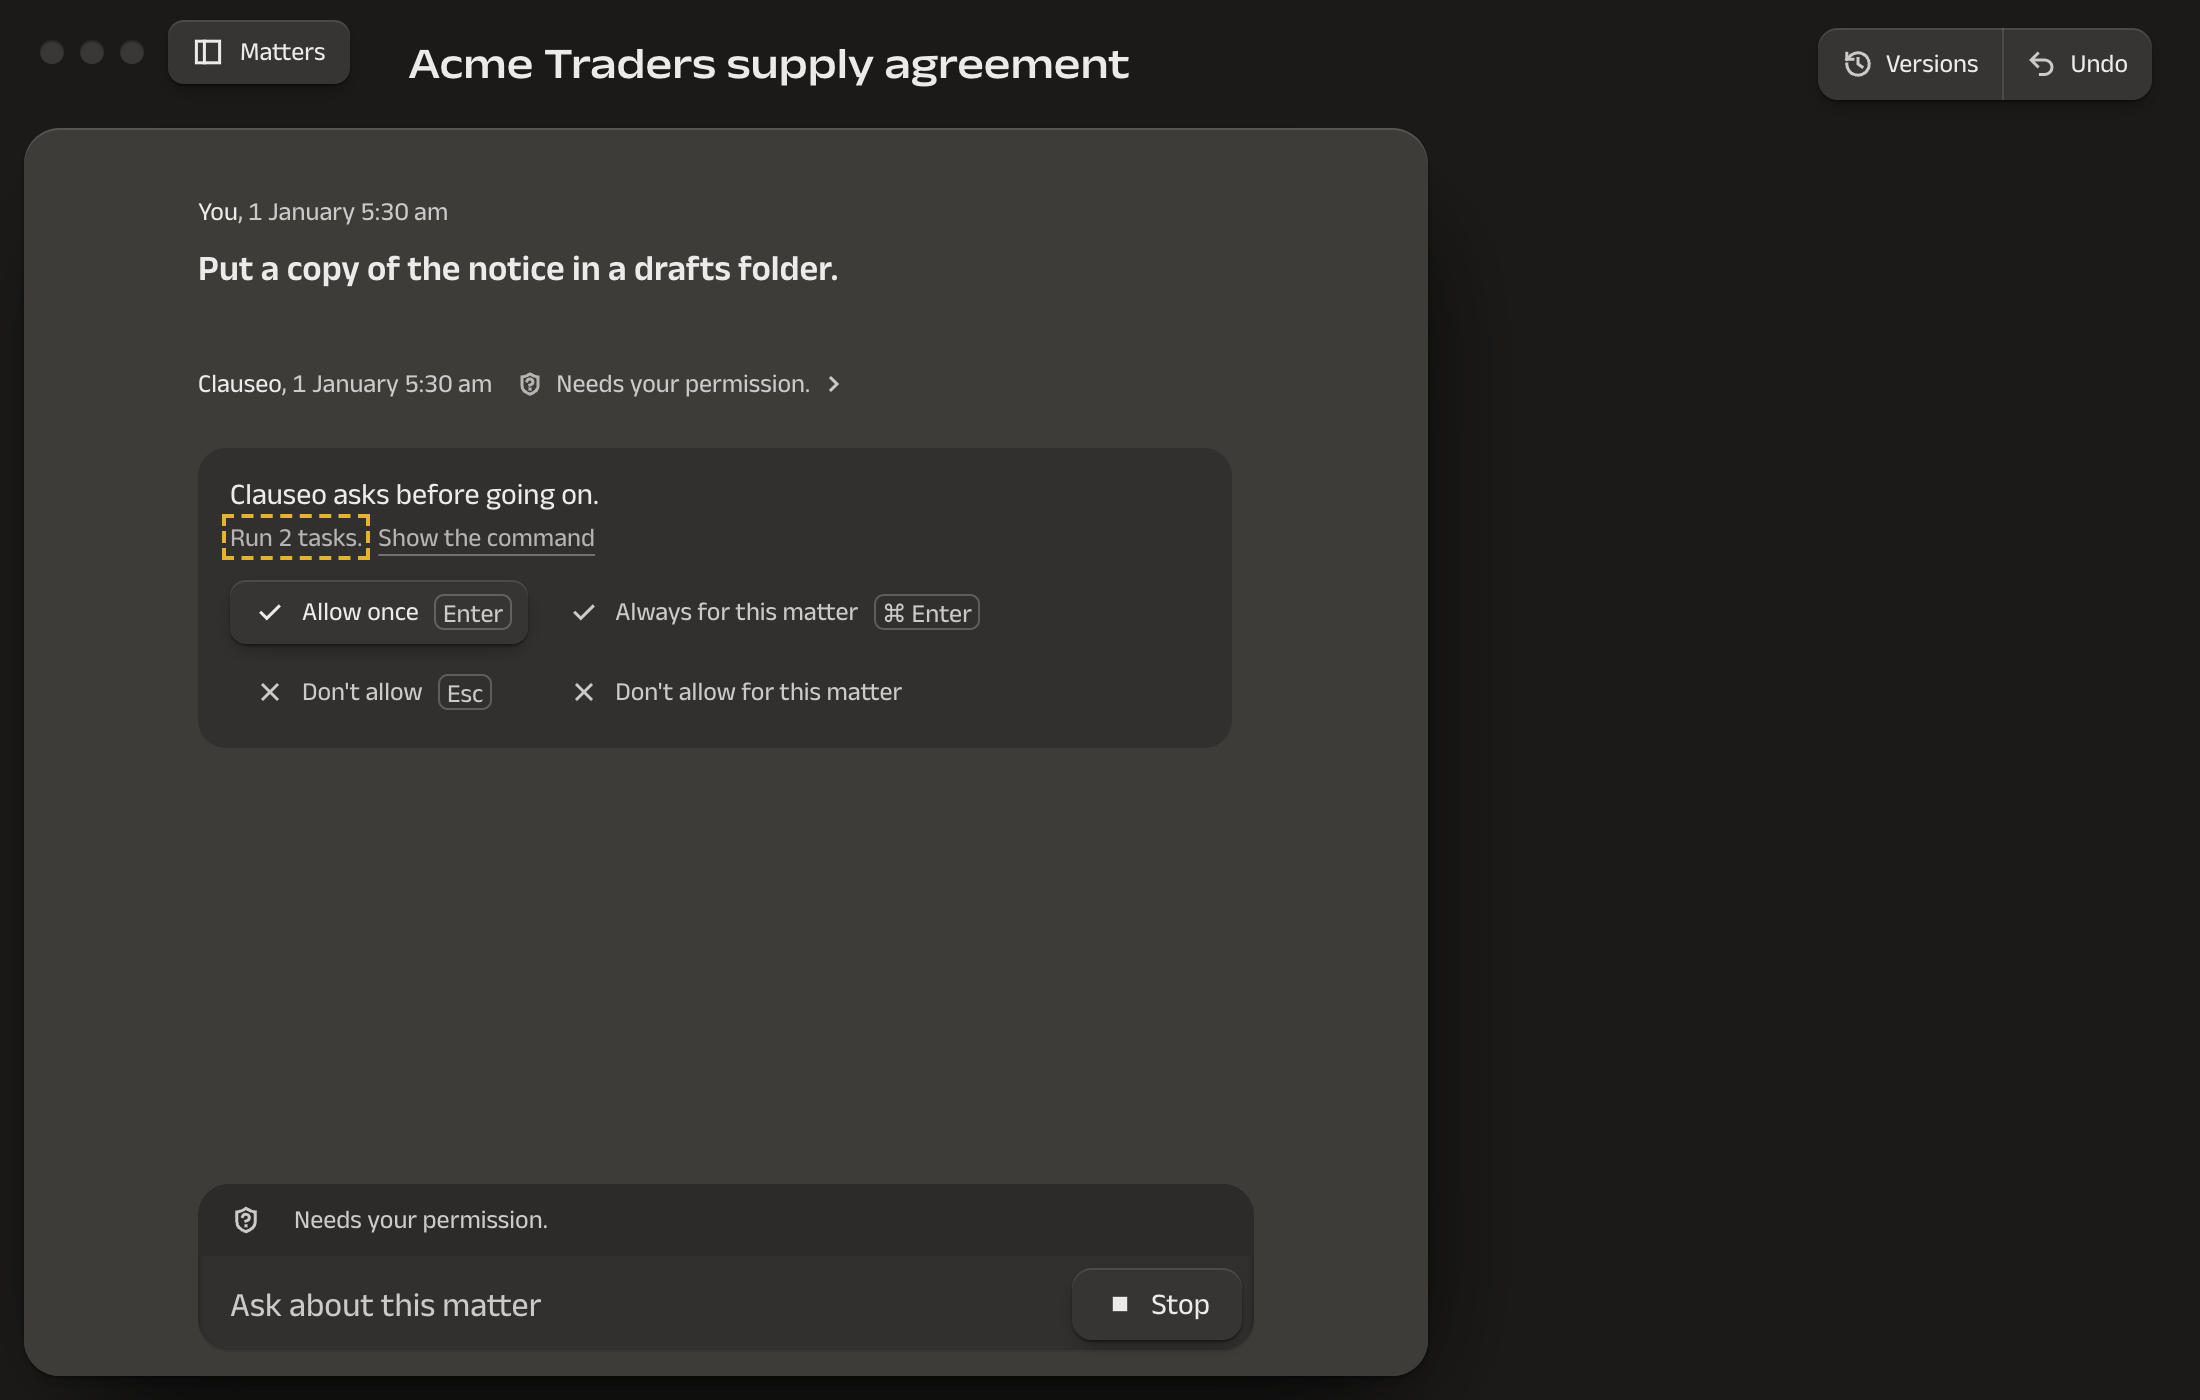 Matters
Acme Traders supply agreement
Versions
Undo
You, 1 January 5:30 am
Put a copy of the notice in a drafts folder.
Clauseo, 1 January 5:30 am Needs your permission.
Clauseo asks before going on.
Run 2 tasks. Show the command
Allow once Enter
Always for this matter ⌘ Enter
Don't allow Esc
Don't allow for this matter
Needs your permission.
Ask about this matter
Stop